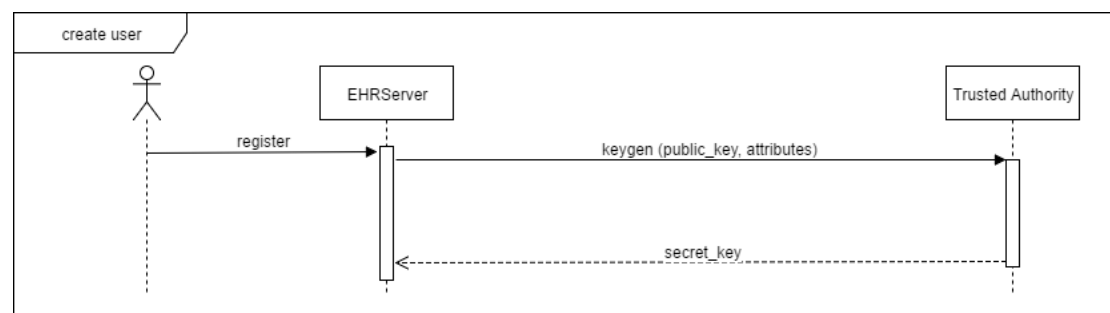 create user
EHRServer
Trusted Authority
register
keygen (public_key, attributes)
secret_key